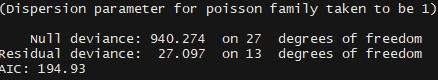 (Dispersion parameter for poisson family taken to be 1)
Null deviance: 940.274 on 27 degrees of freedom
Residual deviance: 27.097 on 13 degrees of freedom
AIC: 194.93